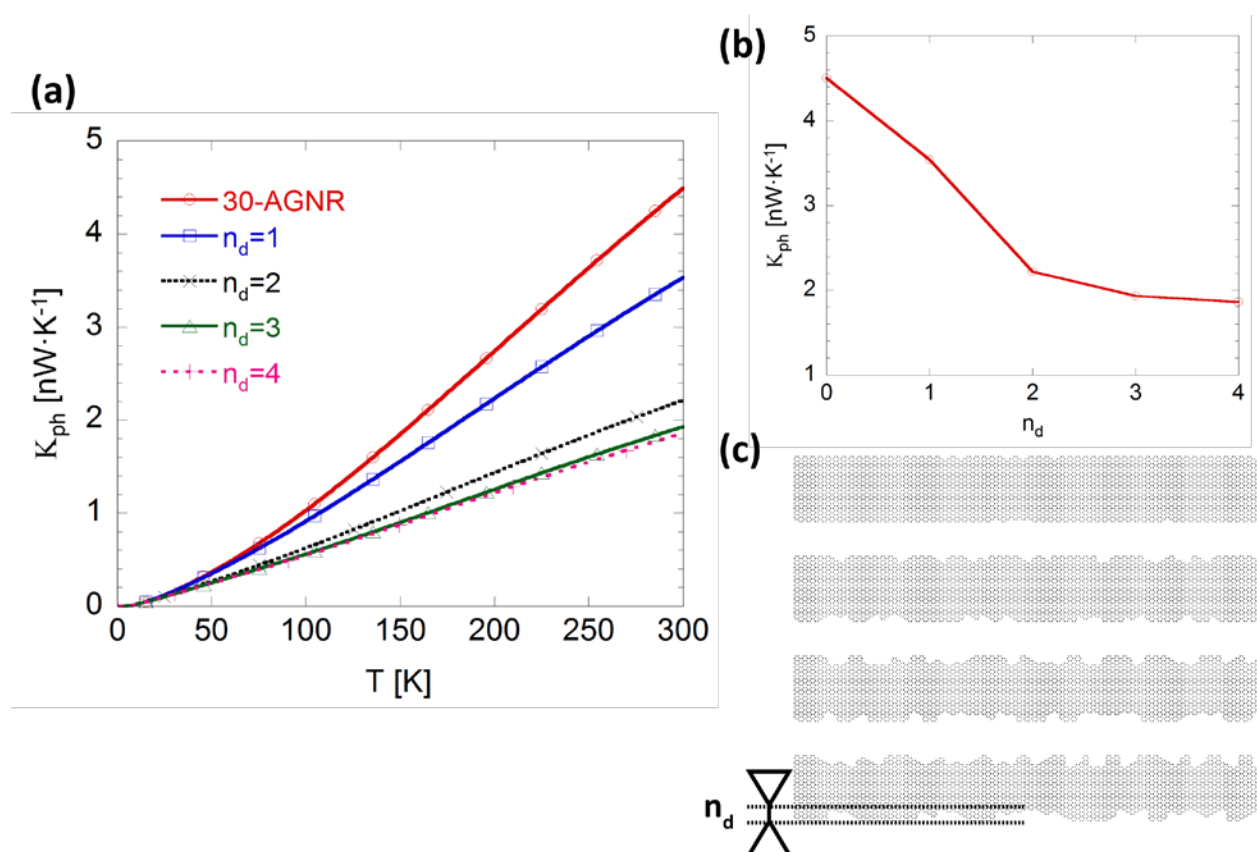 (a)
5
4
3
2
1
0
K_ph [nW·K⁻¹]
30-AGNR
n_d=1
n_d=2
n_d=3
n_d=4
0 50 100 150 200 250 300
T [K]
(b)
5
4
3
2
1
K_ph [nW·K⁻¹]
0 1 2 3 4
n_d
(c)
n_d